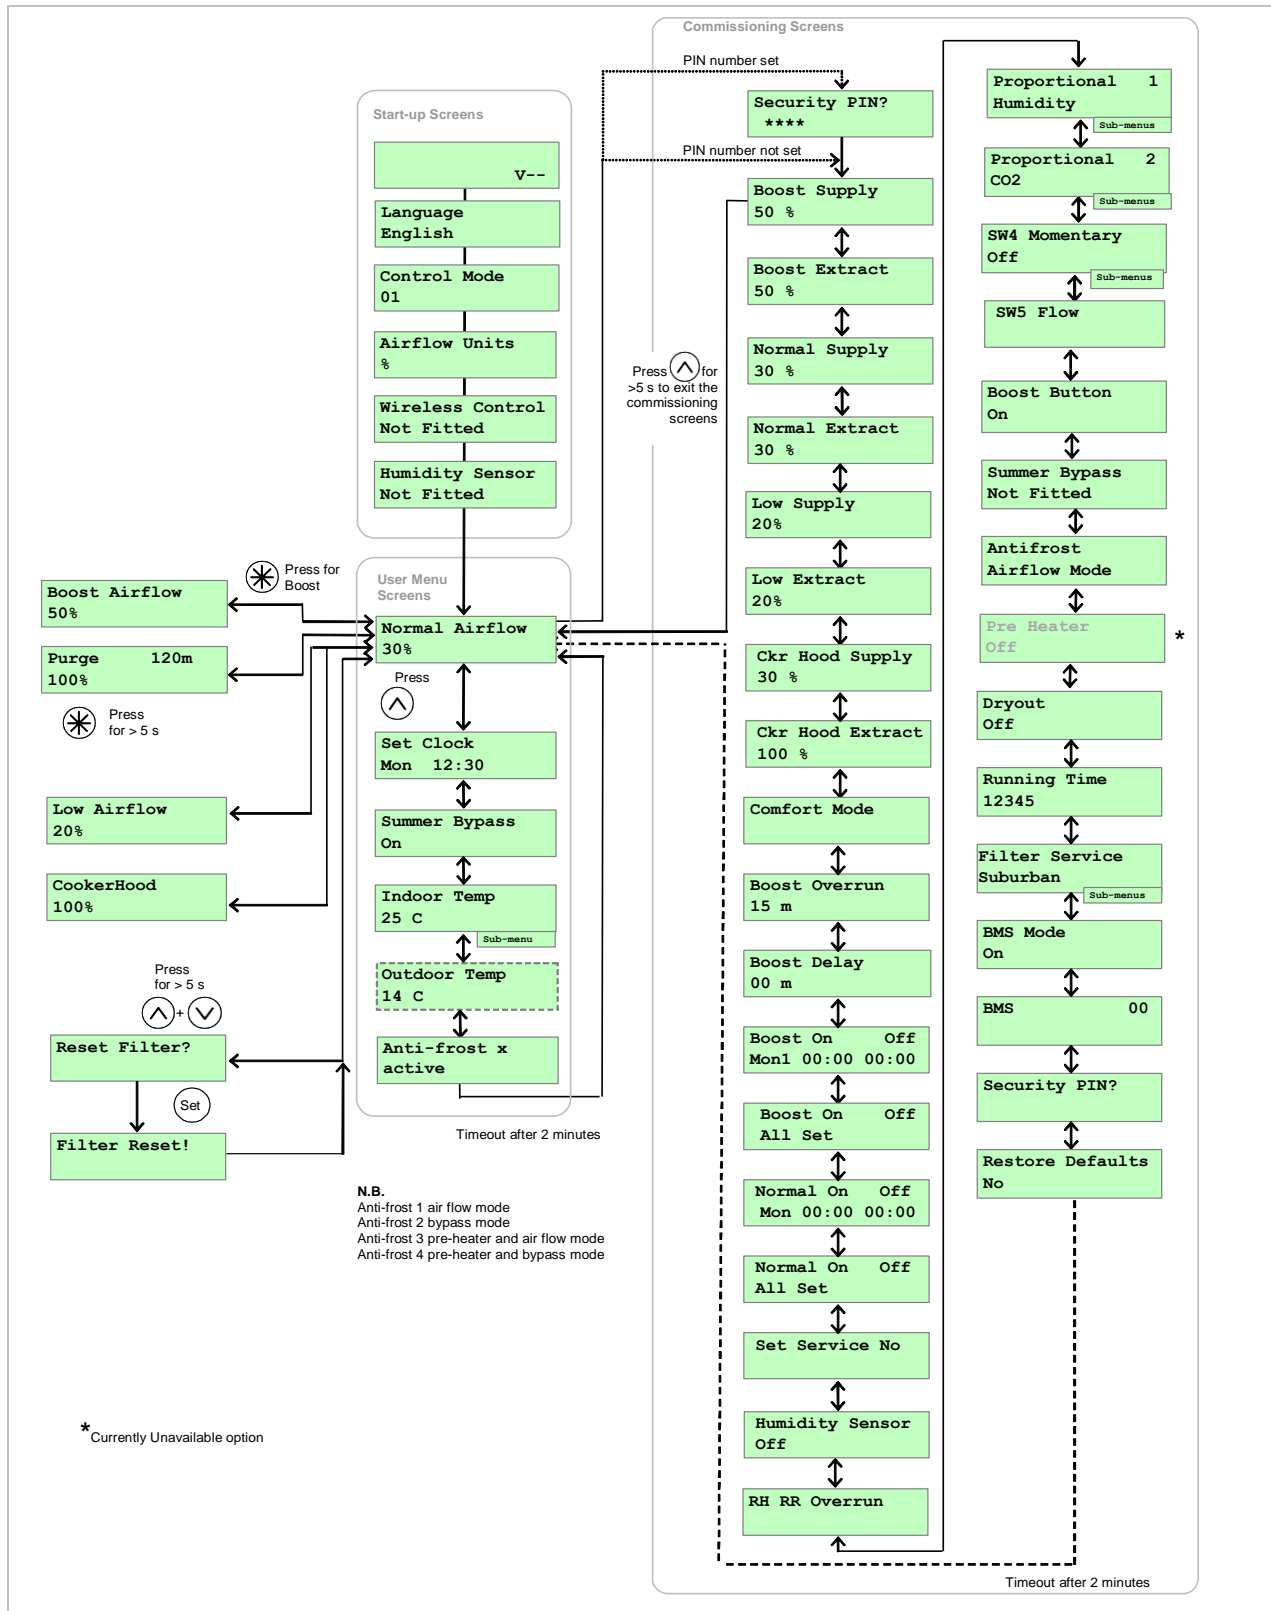 Commissioning Screens
PIN number set
Security PIN?
****
PIN number not set
Start-up Screens
V--
Language
English
Control Mode
01
Airflow Units
%
Wireless Control
Not Fitted
Humidity Sensor
Not Fitted
User Menu
Screens
Normal Airflow
30%
Press
Set Clock
Mon 12:30
Summer Bypass
On
Indoor Temp
25 C
Sub-menu
Outdoor Temp
14 C
Anti-frost x
active
Timeout after 2 minutes
Press for
Boost
Boost Airflow
50%
Purge 120m
100%
Press
for > 5 s
Low Airflow
20%
CookerHood
100%
Press
for > 5 s
+
Reset Filter?
Set
Filter Reset!
N.B.
Anti-frost 1 air flow mode
Anti-frost 2 bypass mode
Anti-frost 3 pre-heater and air flow mode
Anti-frost 4 pre-heater and bypass mode
*Currently Unavailable option
Press for
>5 s to exit the
commissioning
screens
Boost Supply
50 %
Boost Extract
50 %
Normal Supply
30 %
Normal Extract
30 %
Low Supply
20%
Low Extract
20%
Ckr Hood Supply
30 %
Ckr Hood Extract
100 %
Comfort Mode
Boost Overrun
15 m
Boost Delay
00 m
Boost On Off
Mon1 00:00 00:00
Boost On Off
All Set
Normal On Off
Mon 00:00 00:00
Normal On Off
All Set
Set Service No
Humidity Sensor
Off
RH RR Overrun
Proportional 1
Humidity
Sub-menus
Proportional 2
CO2
Sub-menus
SW4 Momentary
Off
Sub-menus
SW5 Flow
Boost Button
On
Summer Bypass
Not Fitted
Antifrost
Airflow Mode
Pre Heater
Off
*
Dryout
Off
Running Time
12345
Filter Service
Suburban
Sub-menus
BMS Mode
On
BMS 00
Security PIN?
Restore Defaults
No
Timeout after 2 minutes